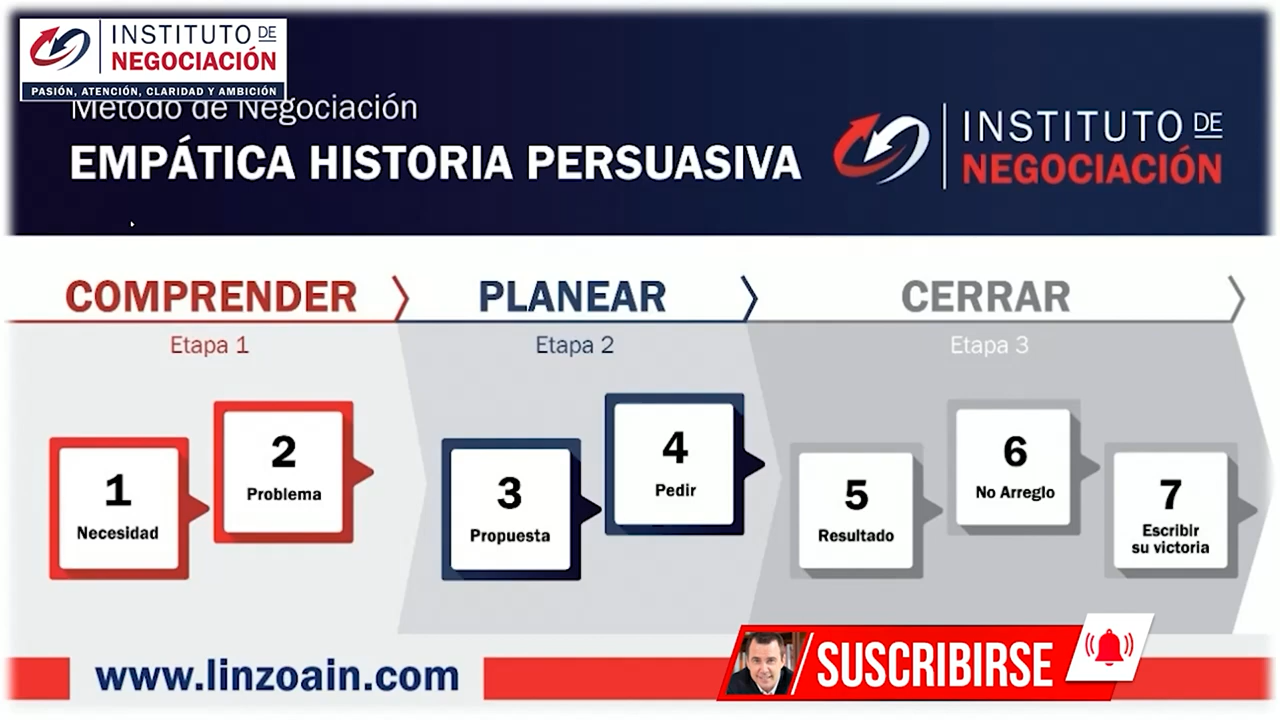 INSTITUTO DE
NEGOCIACIÓN
PASIÓN, ATENCIÓN, CLARIDAD Y AMBICIÓN
Método de Negociación
EMPÁTICA HISTORIA PERSUASIVA
INSTITUTO DE
NEGOCIACIÓN
COMPRENDER
PLANEAR
CERRAR
Etapa 1
Etapa 2
Etapa 3
1
Necesidad
2
Problema
3
Propuesta
4
Pedir
5
Resultado
6
No Arreglo
7
Escribir
su victoria
www.linzoain.com
SUSCRIBIRSE